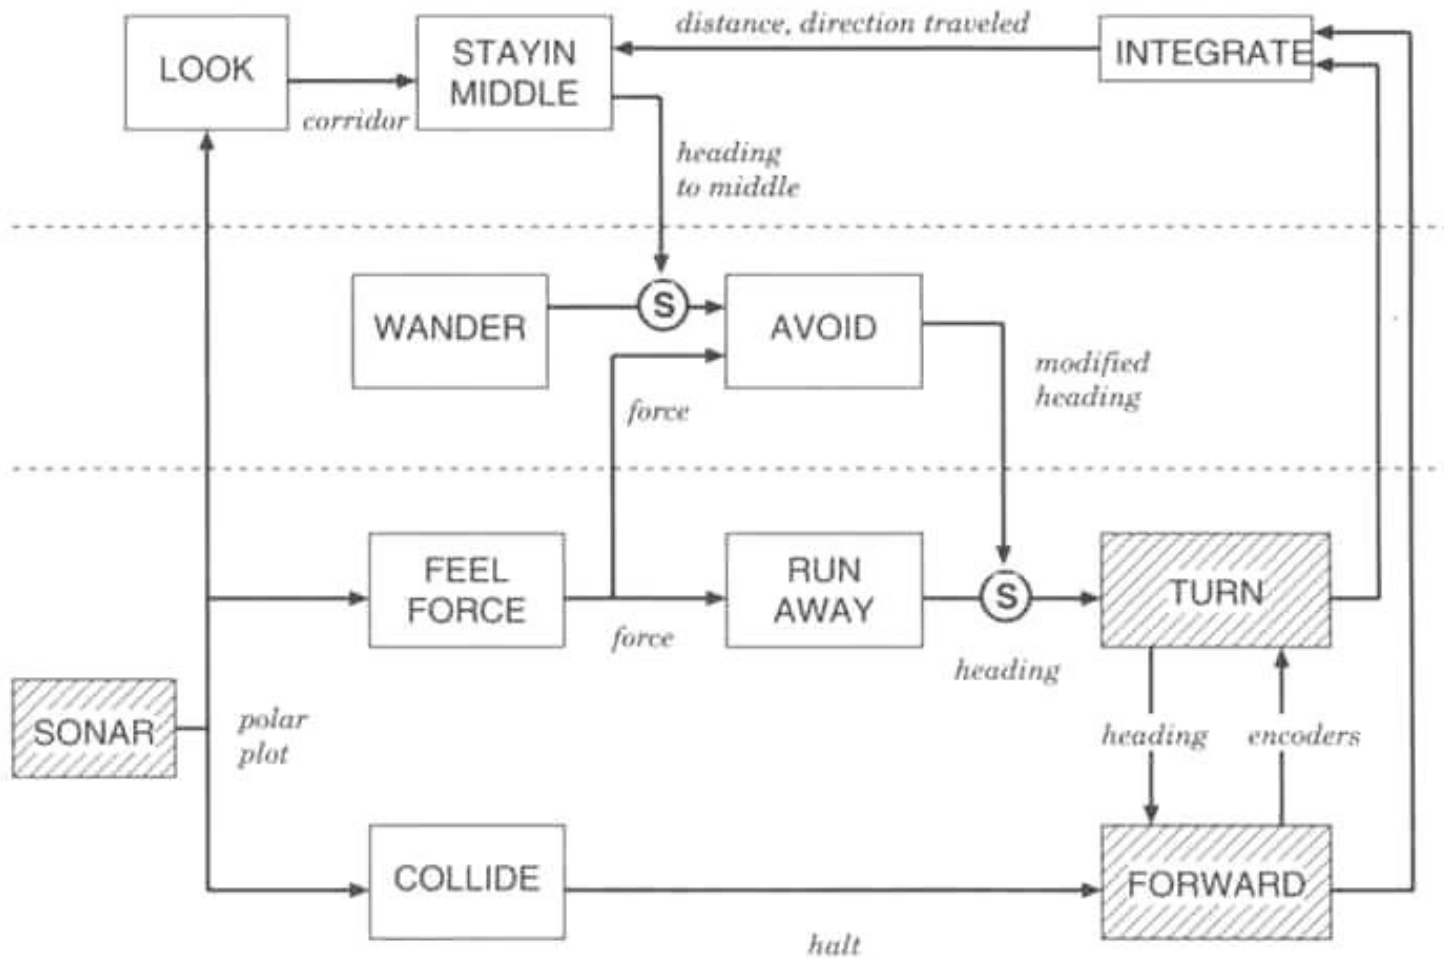 LOOK
STAYIN
MIDDLE
distance, direction traveled
INTEGRATE
corridor
heading
to middle
WANDER
S
AVOID
modified
heading
force
FEEL
FORCE
RUN
AWAY
S
TURN
force
heading
SONAR
polar
plot
heading
encoders
COLLIDE
FORWARD
halt